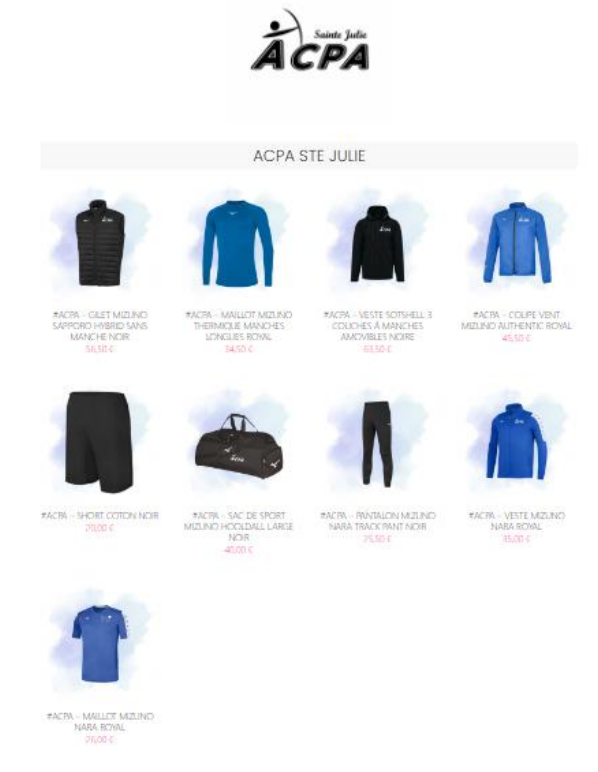 Sainte Julie
ACPA
ACPA STE JULIE
#ACPA – GILET MIZUNO
SAPPORO HYBRID SANS
MANCHE NOIR
56,50 €
#ACPA – MAILLOT MIZUNO
THERMIQUE MANCHES
LONGUES ROYAL
34,50 €
#ACPA – VESTE SOTSHELL 3
COUCHES À MANCHES
AMOVIBLES NOIRE
63,50 €
#ACPA – COUPE VENT
MIZUNO AUTHENTIC ROYAL
45,50 €
#ACPA – SHORT COTON NOIR
20,00 €
#ACPA – SAC DE SPORT
MIZUNO HOOLDALL LARGE
NOIR
40,00 €
ACPA
#ACPA – PANTALON MIZUNO
NARA TRACK PANT NOIR
25,50 €
#ACPA – VESTE MIZUNO
NARA ROYAL
35,00 €
#ACPA – MAILLOT MIZUNO
NARA ROYAL
26,00 €